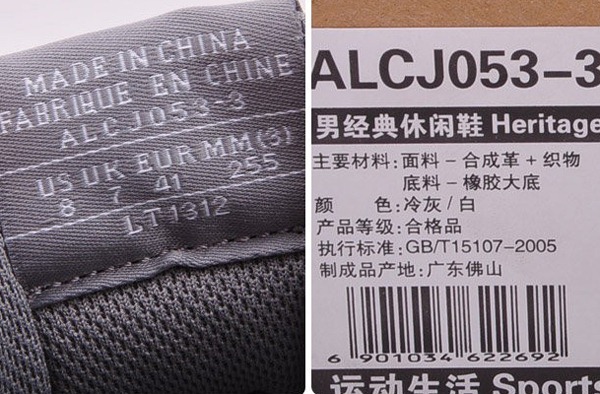 MADE IN CHINA
FABRIQUE EN CHINE
ALCJ053-3
US UK EUR MM(3)
8 7 41 255
LT1312
ALCJ053-3
男经典休闲鞋 Heritage
主要材料: 面料 - 合成革 + 织物
底料 - 橡胶大底
颜 色: 冷灰 / 白
产品等级: 合格品
执行标准: GB/T15107-2005
制成品产地: 广东佛山
6 901034 622692
运动生活 Sports